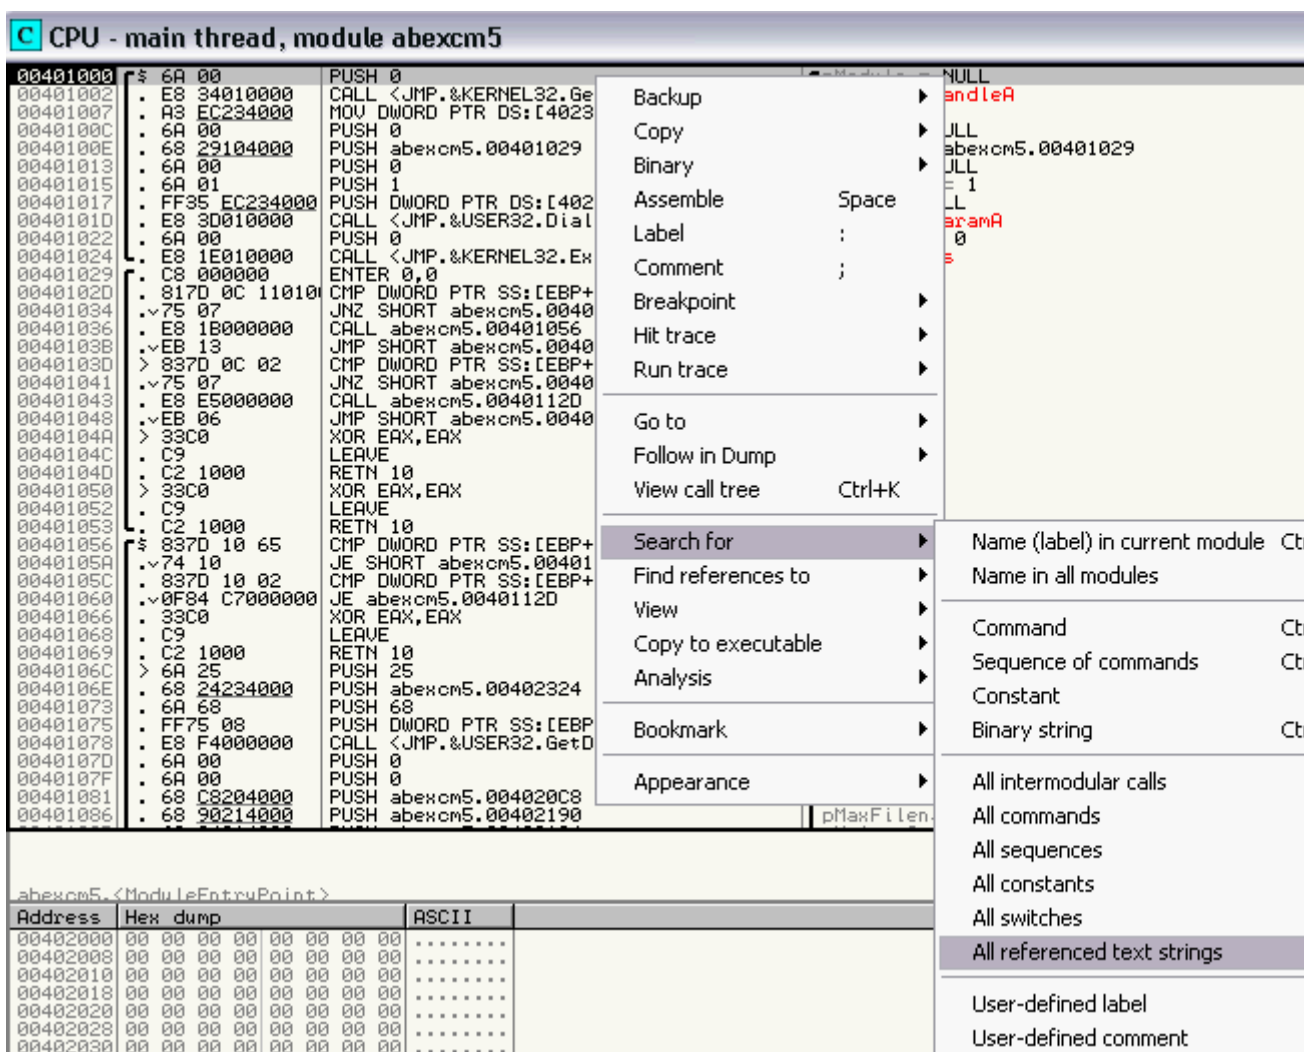 C CPU - main thread, module abexcm5
00401000 $ 6A 00 PUSH 0 pModule = NULL
00401002 . E8 34010000 CALL <JMP.&KERNEL32.Ge andleA
00401007 . A3 EC234000 MOV DWORD PTR DS:[4023
0040100C . 6A 00 PUSH 0 ULL
0040100E . 68 29104000 PUSH abexcm5.00401029 abexcm5.00401029
00401013 . 6A 00 PUSH 0 ULL
00401015 . 6A 01 PUSH 1 = 1
00401017 . FF35 EC234000 PUSH DWORD PTR DS:[402 LL
0040101D . E8 3D010000 CALL <JMP.&USER32.Dial aramA
00401022 . 6A 00 PUSH 0 0
00401024 . E8 1E010000 CALL <JMP.&KERNEL32.Ex s
00401029 . C8 000000 ENTER 0,0
0040102D . 817D 0C 11010 CMP DWORD PTR SS:[EBP+
00401034 .v75 07 JNZ SHORT abexcm5.0040
00401036 . E8 1B000000 CALL abexcm5.00401056
0040103B .vEB 13 JMP SHORT abexcm5.0040
0040103D > 837D 0C 02 CMP DWORD PTR SS:[EBP+
00401041 .v75 07 JNZ SHORT abexcm5.0040
00401043 . E8 E5000000 CALL abexcm5.0040112D
00401048 .vEB 06 JMP SHORT abexcm5.0040
0040104A > 33C0 XOR EAX,EAX
0040104C . C9 LEAVE
0040104D . C2 1000 RETN 10
00401050 > 33C0 XOR EAX,EAX
00401052 . C9 LEAVE
00401053 . C2 1000 RETN 10
00401056 $ 837D 10 65 CMP DWORD PTR SS:[EBP+
0040105A .v74 10 JE SHORT abexcm5.00401
0040105C . 837D 10 02 CMP DWORD PTR SS:[EBP+
00401060 .v0F84 C7000000 JE abexcm5.0040112D
00401066 . 33C0 XOR EAX,EAX
00401068 . C9 LEAVE
00401069 . C2 1000 RETN 10
0040106C > 6A 25 PUSH 25
0040106E . 68 24234000 PUSH abexcm5.00402324
00401073 . 6A 68 PUSH 68
00401075 . FF75 08 PUSH DWORD PTR SS:[EBP
00401078 . E8 F4000000 CALL <JMP.&USER32.GetD
0040107D . 6A 00 PUSH 0
0040107F . 6A 00 PUSH 0
00401081 . 68 C8204000 PUSH abexcm5.004020C8
00401086 . 68 90214000 PUSH abexcm5.00402190 pMaxFilen
Backup
Copy
Binary
Assemble Space
Label :
Comment ;
Breakpoint
Hit trace
Run trace
Go to
Follow in Dump
View call tree Ctrl+K
Search for
Find references to
View
Copy to executable
Analysis
Bookmark
Appearance
Name (label) in current module Ct
Name in all modules
Command Ct
Sequence of commands Ct
Constant
Binary string Ct
All intermodular calls
All commands
All sequences
All constants
All switches
All referenced text strings
User-defined label
User-defined comment
abexcm5.<ModuleEntryPoint>
Address Hex dump ASCII
00402000 00 00 00 00 00 00 00 00 ........
00402008 00 00 00 00 00 00 00 00 ........
00402010 00 00 00 00 00 00 00 00 ........
00402018 00 00 00 00 00 00 00 00 ........
00402020 00 00 00 00 00 00 00 00 ........
00402028 00 00 00 00 00 00 00 00 ........
00402030 00 00 00 00 00 00 00 00 ........